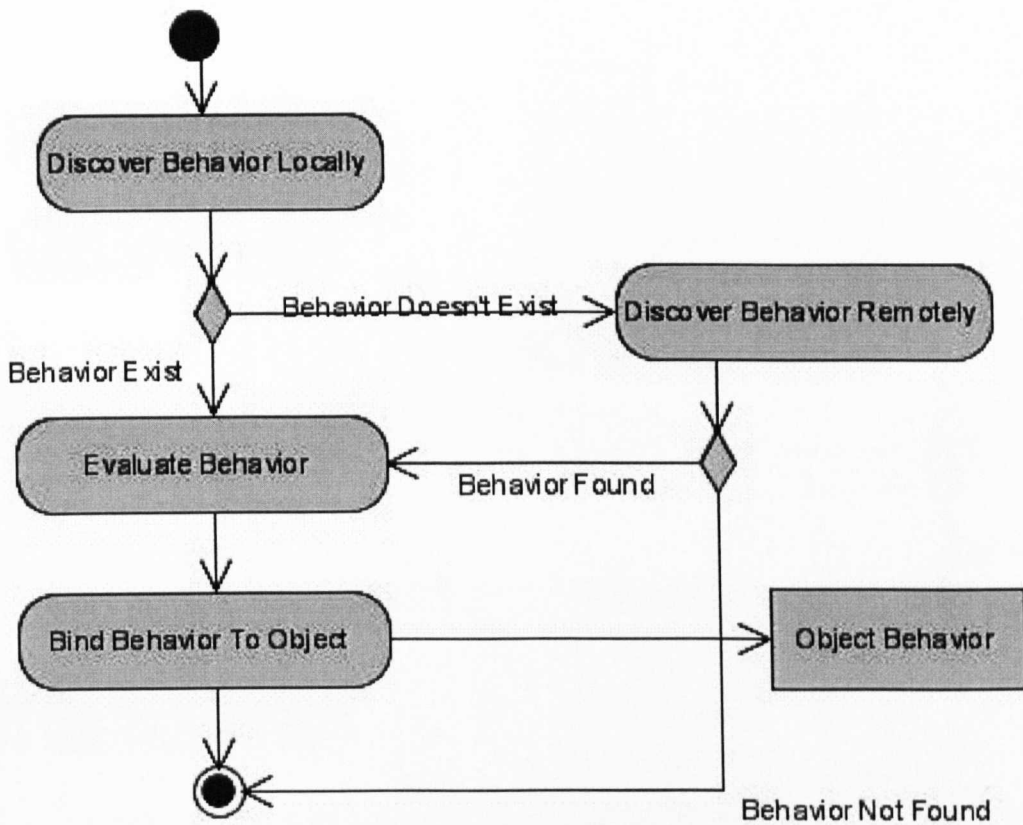 Discover Behavior Locally
Behavior Doesn't Exist
Discover Behavior Remotely
Behavior Exist
Evaluate Behavior
Behavior Found
Bind Behavior To Object
Object Behavior
Behavior Not Found